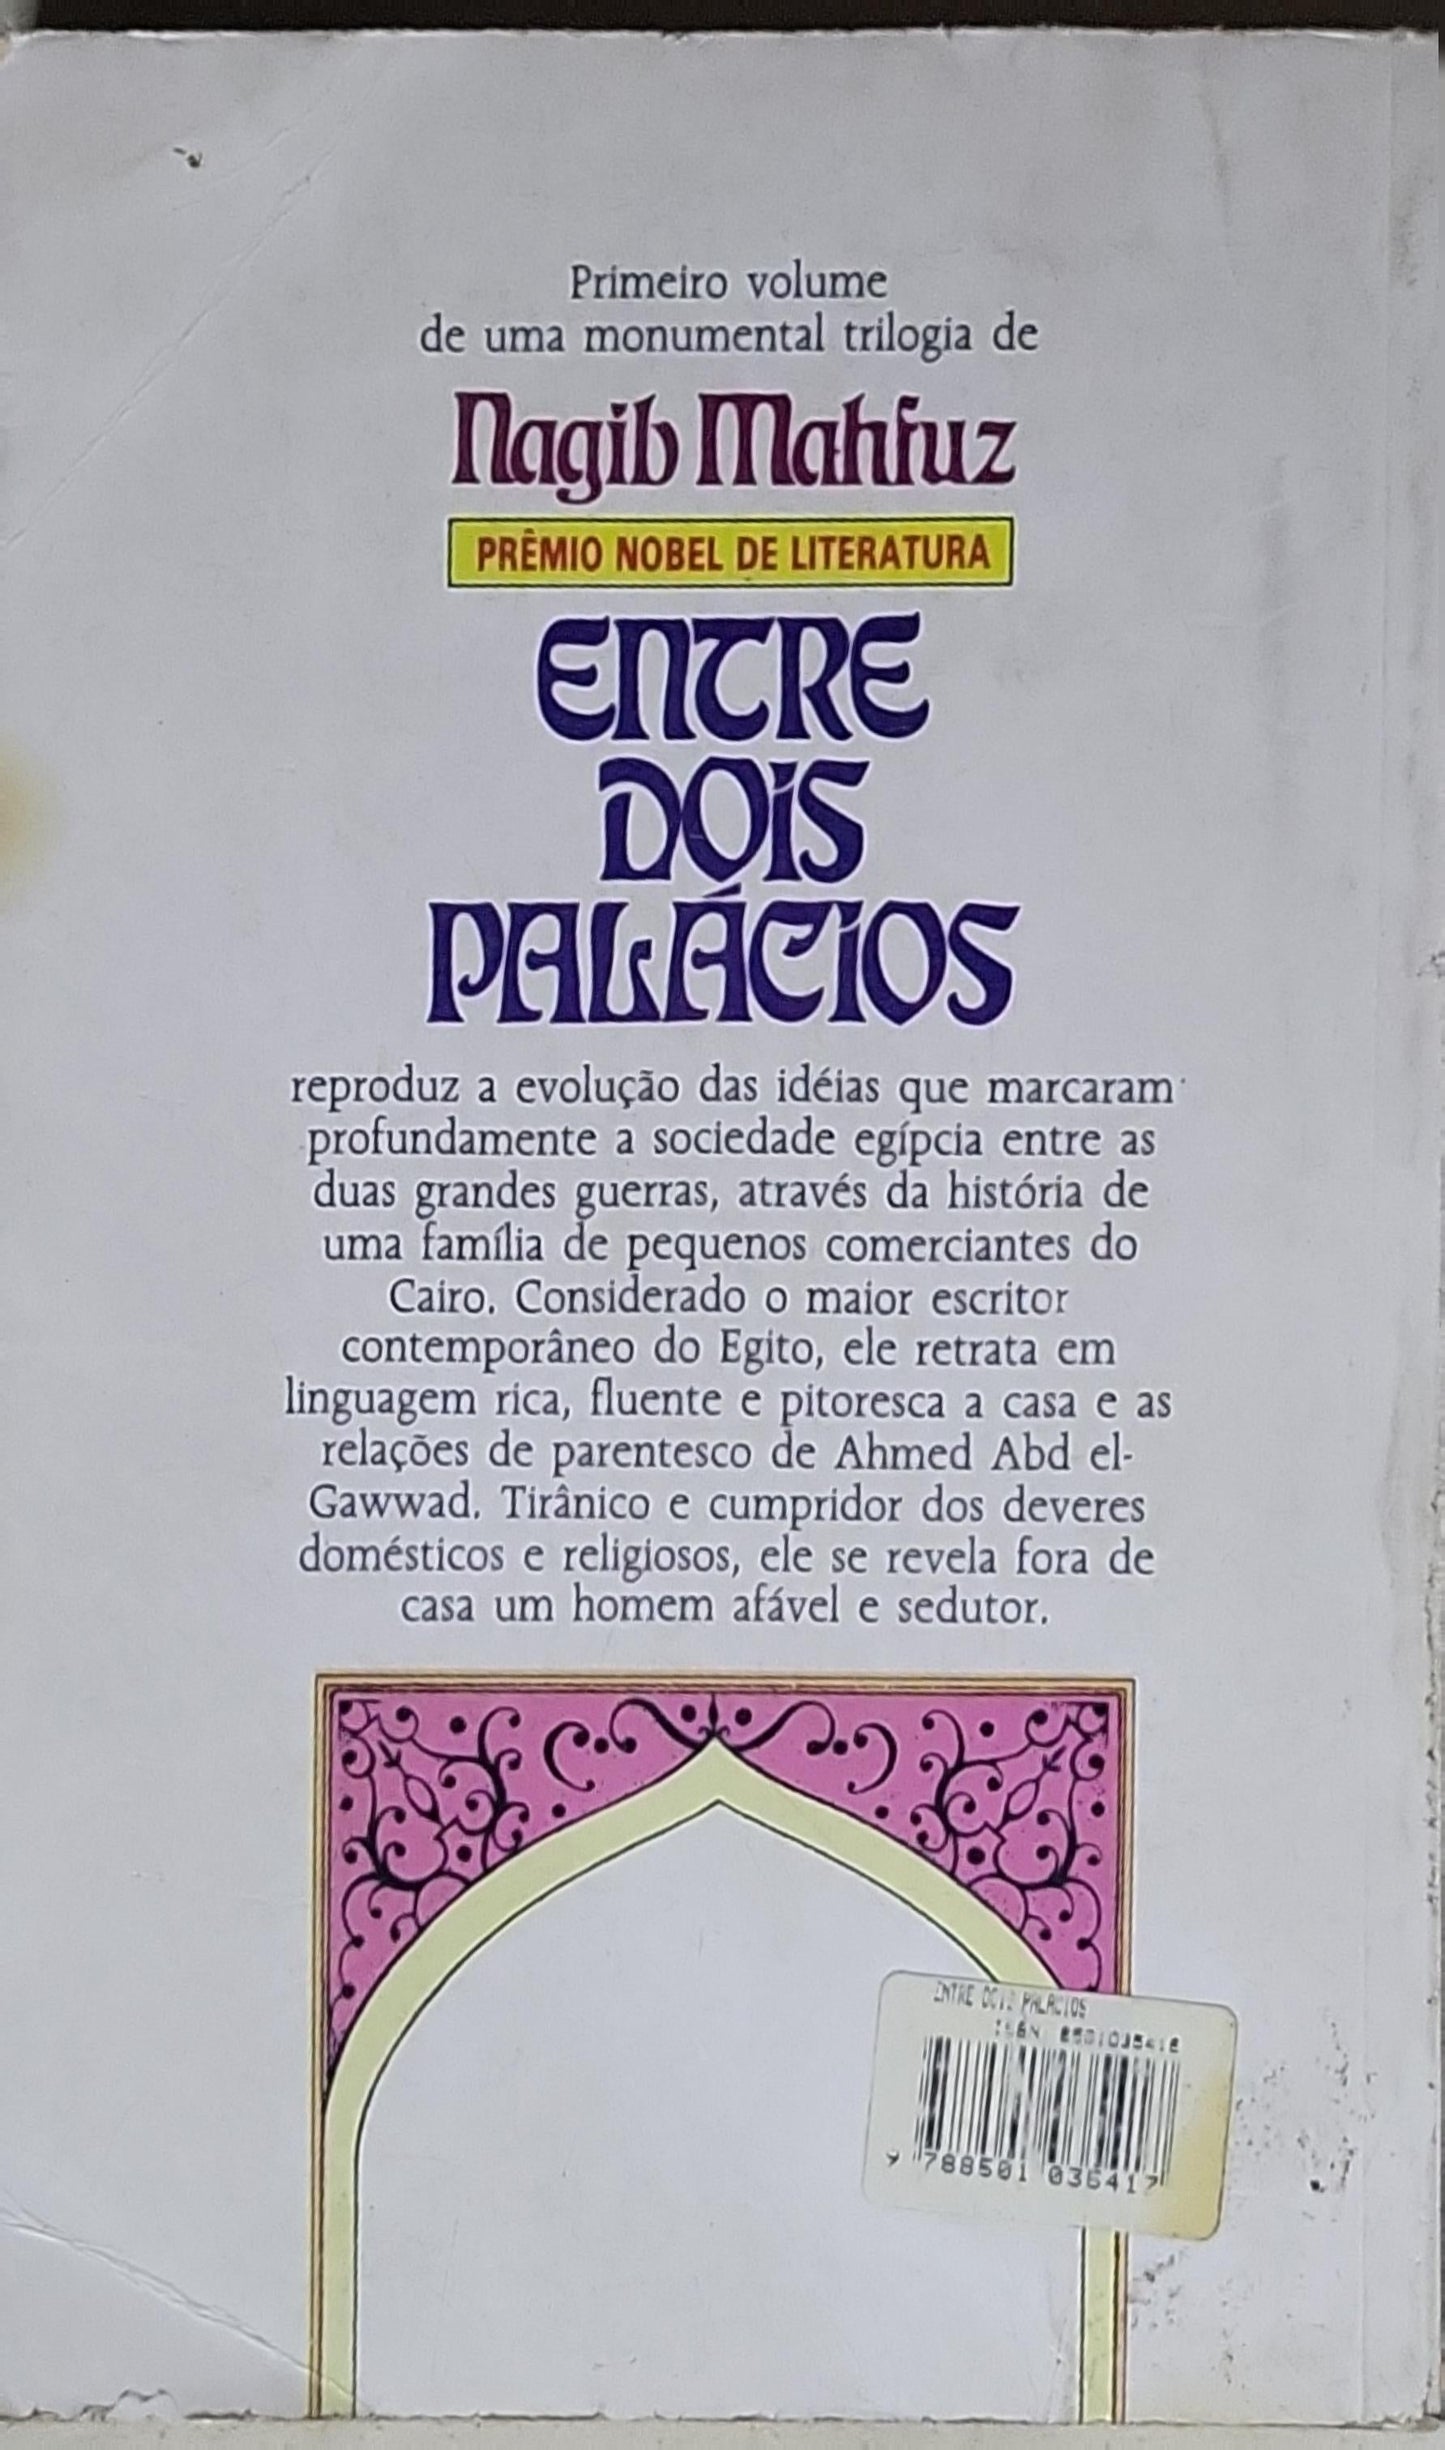 Primeiro volume
de uma monumental trilogia de
Nagib Mahfuz
PRÊMIO NOBEL DE LITERATURA
ENTRE
DOIS
PALÁCIOS
reproduz a evolução das idéias que marcaram
profundamente a sociedade egípcia entre as
duas grandes guerras, através da história de
uma família de pequenos comerciantes do
Cairo. Considerado o maior escritor
contemporâneo do Egito, ele retrata em
linguagem rica, fluente e pitoresca a casa e as
relações de parentesco de Ahmed Abd el-
Gawwad. Tirânico e cumpridor dos deveres
domésticos e religiosos, ele se revela fora de
casa um homem afável e sedutor.
ENTRE DOIS PALACIOS
ISBN
9 788501 035417